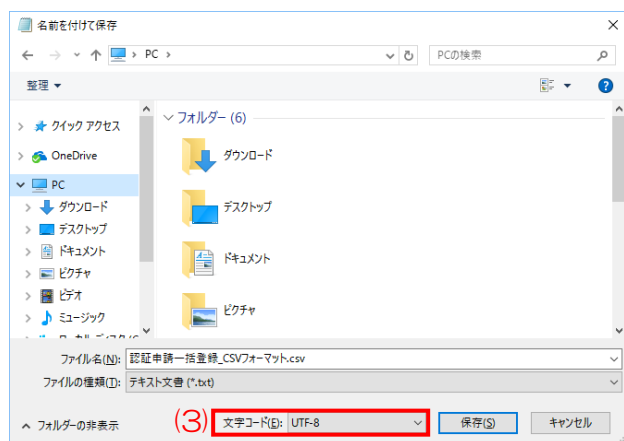 名前を付けて保存
PC
PCの検索
整理
クイック アクセス
OneDrive
PC
ダウンロード
デスクトップ
ドキュメント
ピクチャ
ビデオ
ミュージック
フォルダー (6)
ダウンロード
デスクトップ
ドキュメント
ピクチャ
ファイル名(N): 認証申請一括登録_CSVフォーマット.csv
ファイルの種類(T): テキスト文書 (*.txt)
フォルダーの非表示 (3) 文字コード(E): UTF-8 保存(S) キャンセル